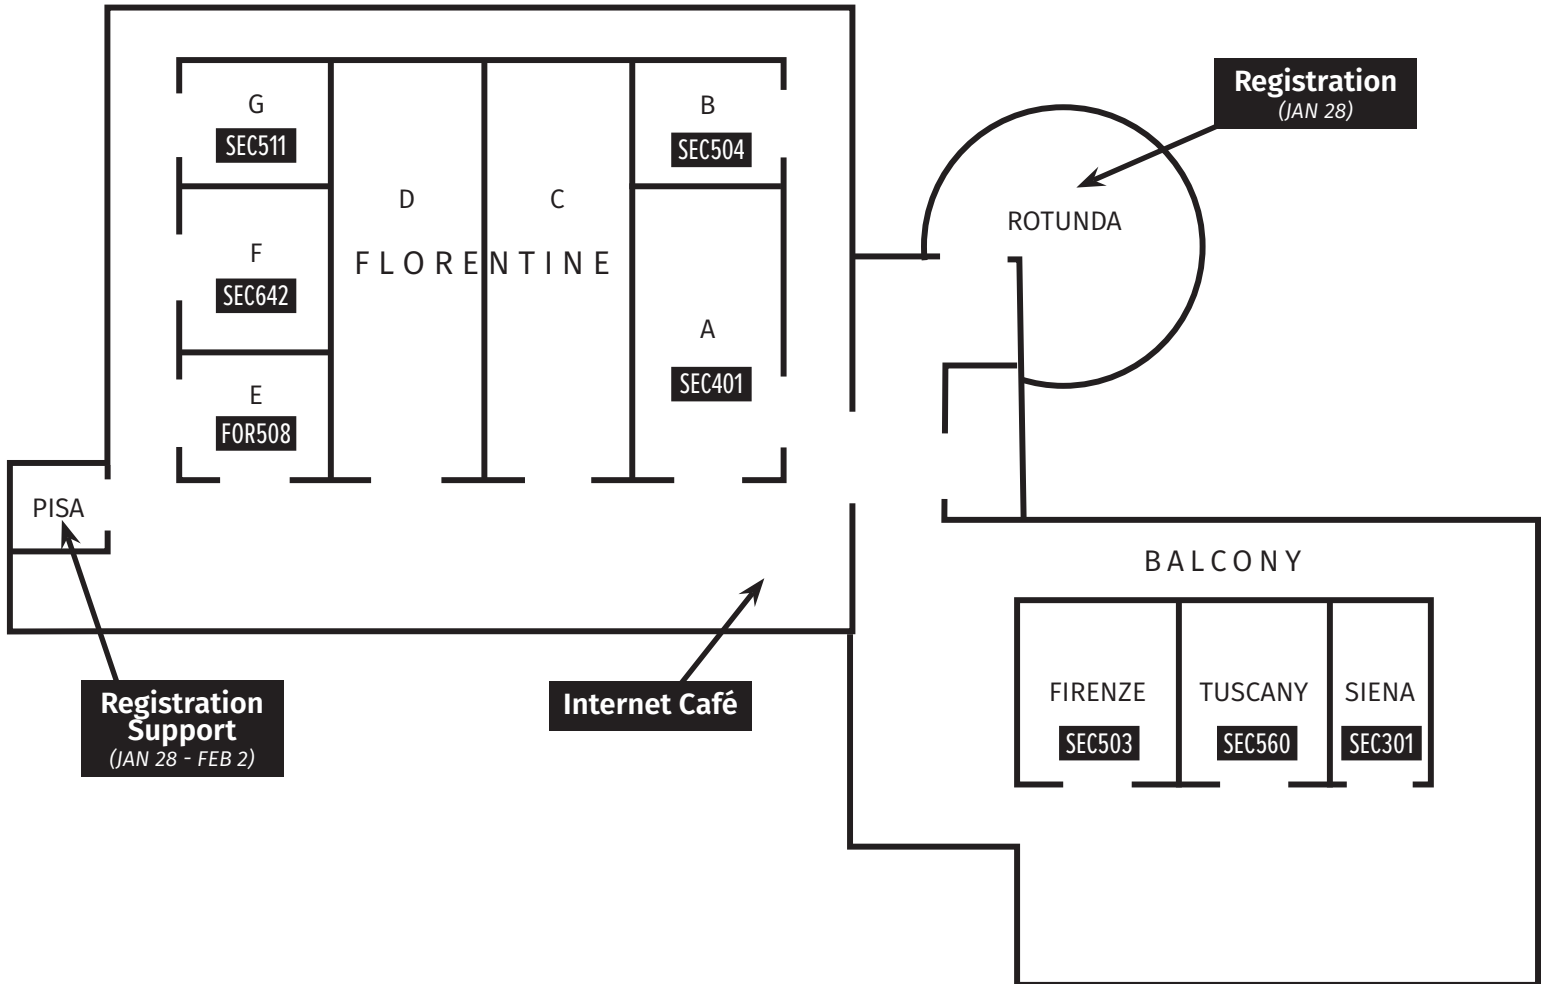 Registration
(JAN 28)
G
SEC511
B
SEC504
D
C
ROTUNDA
F
FLORENTINE
SEC642
A
SEC401
E
FOR508
PISA
BALCONY
FIRENZE
TUSCANY
SIENA
SEC503
SEC560
SEC301
Registration
Support
(JAN 28 - FEB 2)
Internet Café